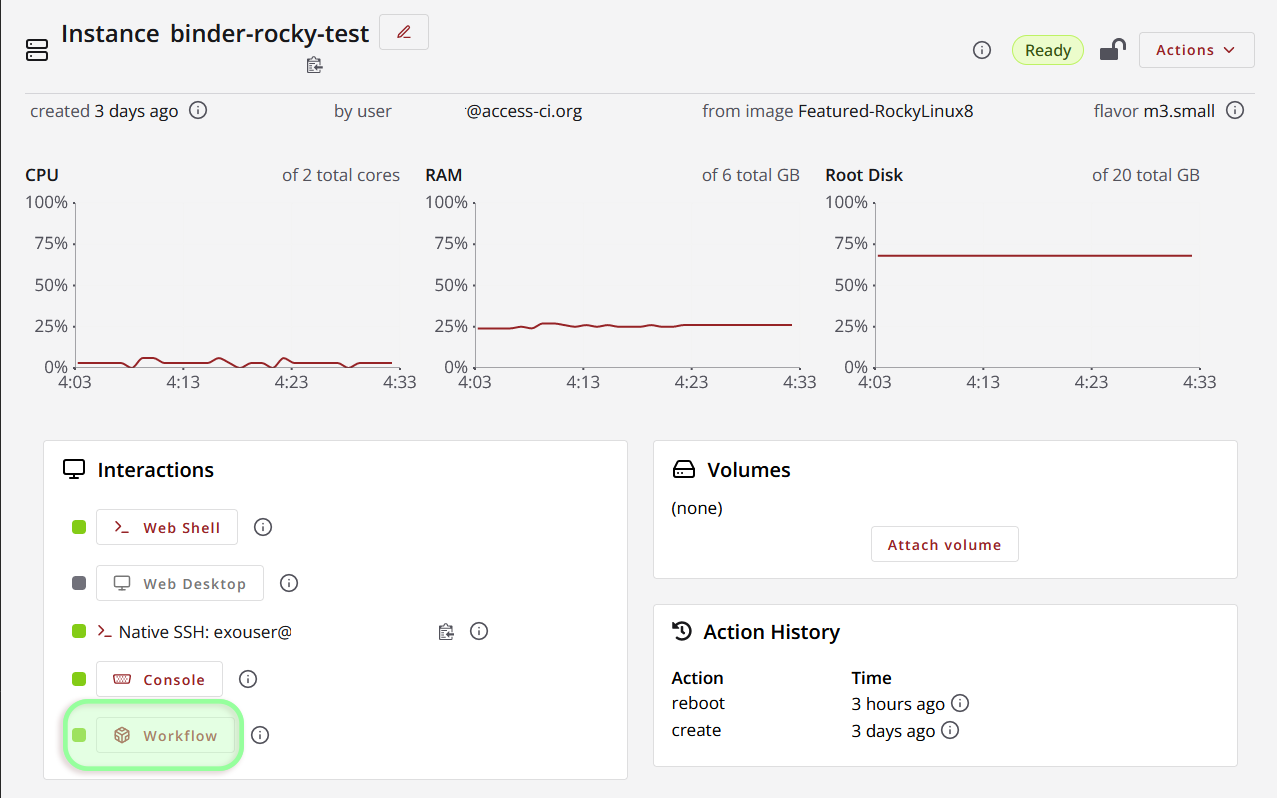 Instance binder-rocky-test
Ready
Actions
created 3 days ago by user @access-ci.org from image Featured-RockyLinux8 flavor m3.small
CPU of 2 total cores
100%
75%
50%
25%
0%
4:03 4:13 4:23 4:33
RAM of 6 total GB
100%
75%
50%
25%
0%
4:03 4:13 4:23 4:33
Root Disk of 20 total GB
100%
75%
50%
25%
0%
4:03 4:13 4:23 4:33
Interactions
Web Shell
Web Desktop
Native SSH: exouser@
Console
Workflow
Volumes
(none)
Attach volume
Action History
Action Time
reboot 3 hours ago
create 3 days ago